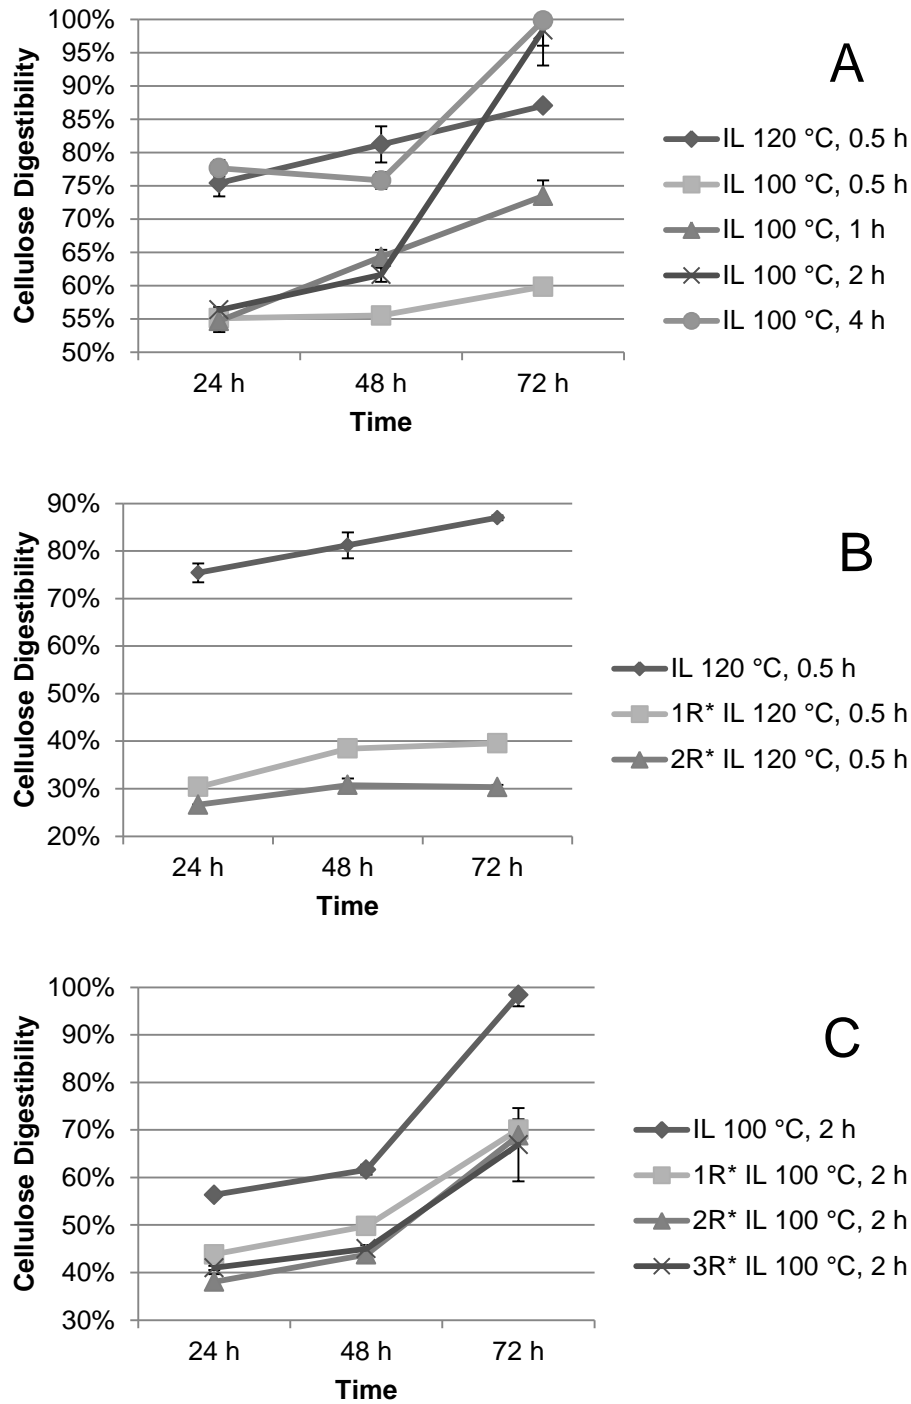 100%
95%
90%
85%
80%
75%
70%
65%
60%
55%
50%
Cellulose Digestibility
24 h 48 h 72 h
Time
A
IL 120 °C, 0.5 h
IL 100 °C, 0.5 h
IL 100 °C, 1 h
IL 100 °C, 2 h
IL 100 °C, 4 h
90%
80%
70%
60%
50%
40%
30%
20%
Cellulose Digestibility
24 h 48 h 72 h
Time
B
IL 120 °C, 0.5 h
1R* IL 120 °C, 0.5 h
2R* IL 120 °C, 0.5 h
100%
90%
80%
70%
60%
50%
40%
30%
Cellulose Digestibility
24 h 48 h 72 h
Time
C
IL 100 °C, 2 h
1R* IL 100 °C, 2 h
2R* IL 100 °C, 2 h
3R* IL 100 °C, 2 h